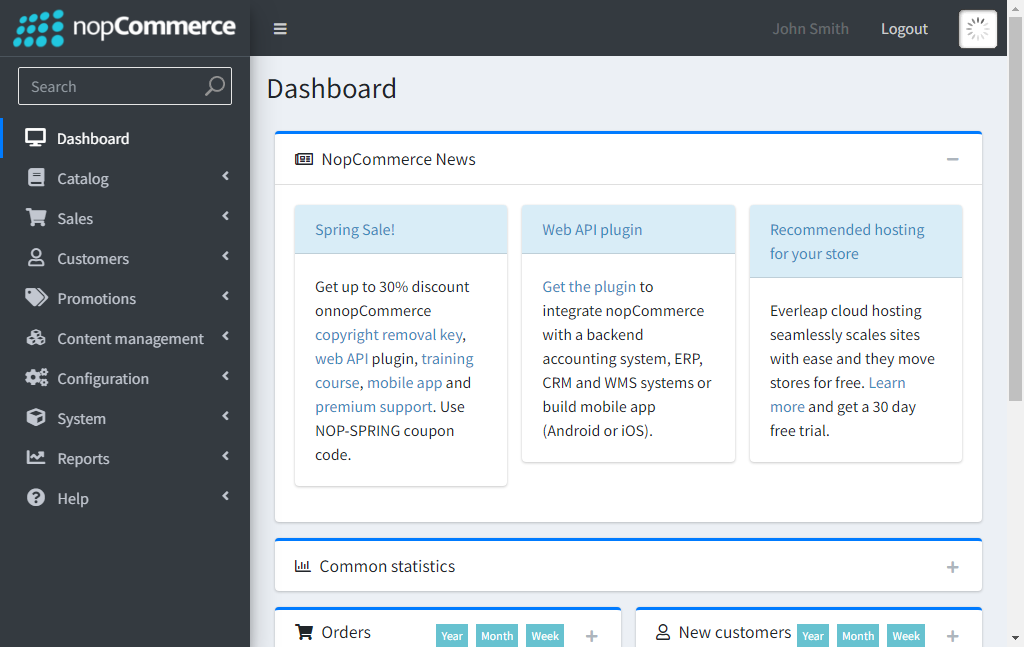 nopCommerce
John Smith
Logout
Search
Dashboard
Catalog
Sales
Customers
Promotions
Content management
Configuration
System
Reports
Help
Dashboard
NopCommerce News
Spring Sale!
Get up to 30% discount
onnopCommerce
copyright removal key,
web API plugin, training
course, mobile app and
premium support. Use
NOP-SPRING coupon
code.
Web API plugin
Get the plugin to
integrate nopCommerce
with a backend
accounting system, ERP,
CRM and WMS systems or
build mobile app
(Android or iOS).
Recommended hosting
for your store
Everleap cloud hosting
seamlessly scales sites
with ease and they move
stores for free. Learn
more and get a 30 day
free trial.
Common statistics
Orders
Year Month Week
New customers
Year Month Week